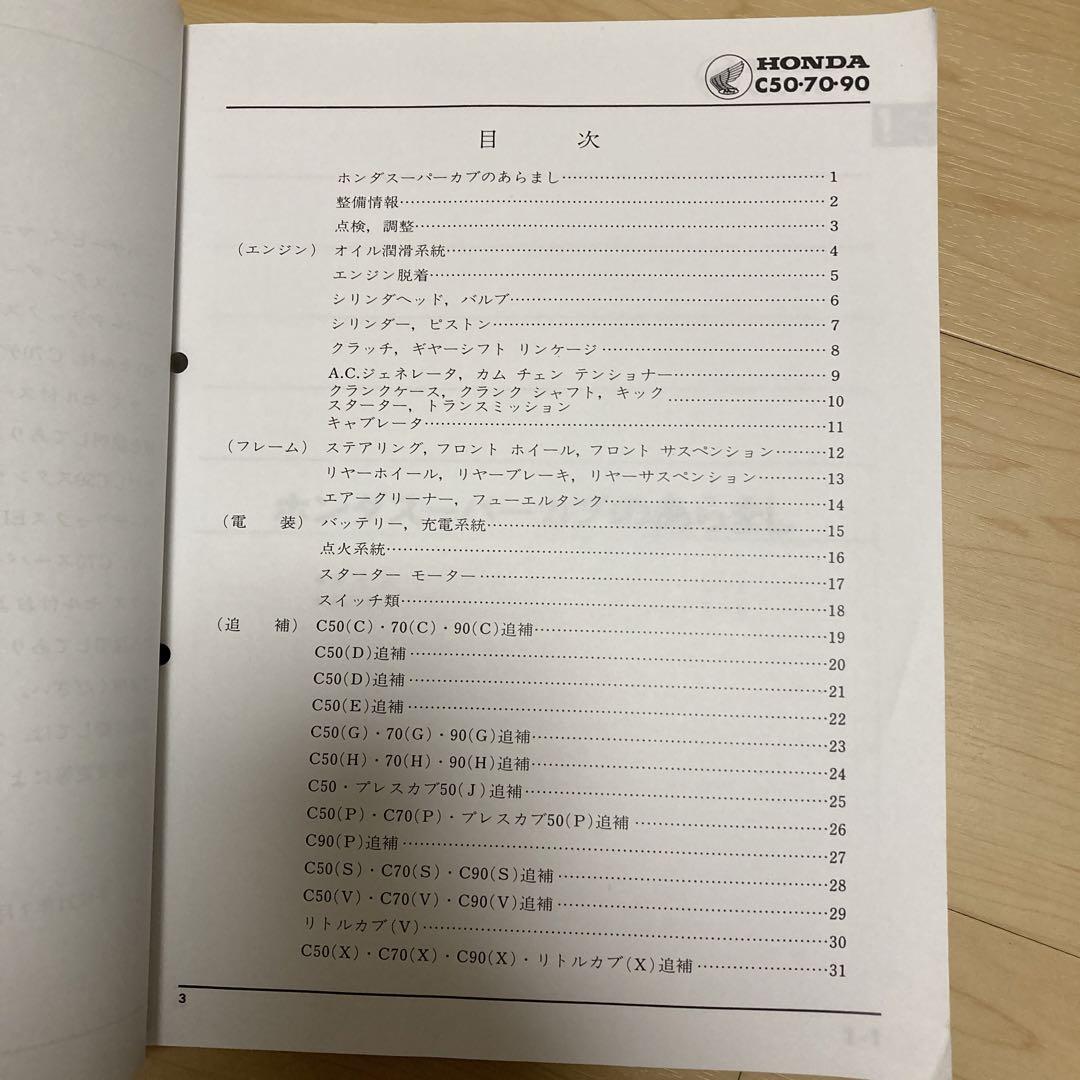 HONDA
C50·70·90
目　次
ホンダスーパーカブのあらまし……1
整備情報……2
点検，調整……3
（エンジン） オイル潤滑系統……4
エンジン脱着……5
シリンダヘッド，バルブ……6
シリンダー，ピストン……7
クラッチ，ギヤーシフト リンケージ……8
A.C.ジェネレータ，カム チェン テンショナー……9
クランクケース，クランク シャフト，キック
スターター，トランスミッション……10
キャブレータ……11
（フレーム） ステアリング，フロント ホイール，フロント サスペンション……12
リヤーホイール，リヤーブレーキ，リヤーサスペンション……13
エアークリーナー，フューエルタンク……14
（電　装） バッテリー，充電系統……15
点火系統……16
スターター モーター……17
スイッチ類……18
（追　補） C50(C)・70(C)・90(C)追補……19
C50(D)追補……20
C50(D)追補……21
C50(E)追補……22
C50(G)・70(G)・90(G)追補……23
C50(H)・70(H)・90(H)追補……24
C50・プレスカブ50(J)追補……25
C50(P)・C70(P)・プレスカブ50(P)追補……26
C90(P)追補……27
C50(S)・C70(S)・C90(S)追補……28
C50(V)・C70(V)・C90(V)追補……29
リトルカブ(V)……30
C50(X)・C70(X)・C90(X)・リトルカブ(X)追補……31
3